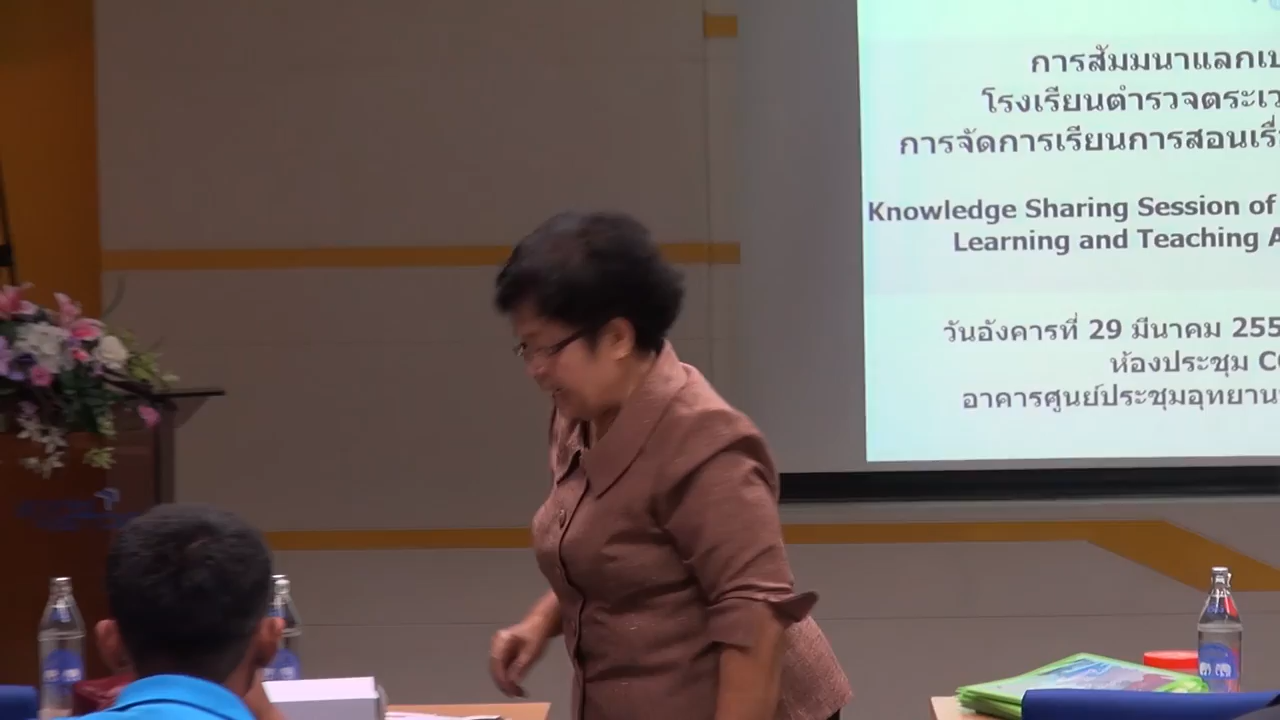 การสัมมนาแลกเ
โรงเรียนตำรวจตระเว
การจัดการเรียนการสอนเรื่
Knowledge Sharing Session of
Learning and Teaching A
วันอังคารที่ 29 มีนาคม 255
ห้องประชุม C
อาคารศูนย์ประชุมอุทยาน